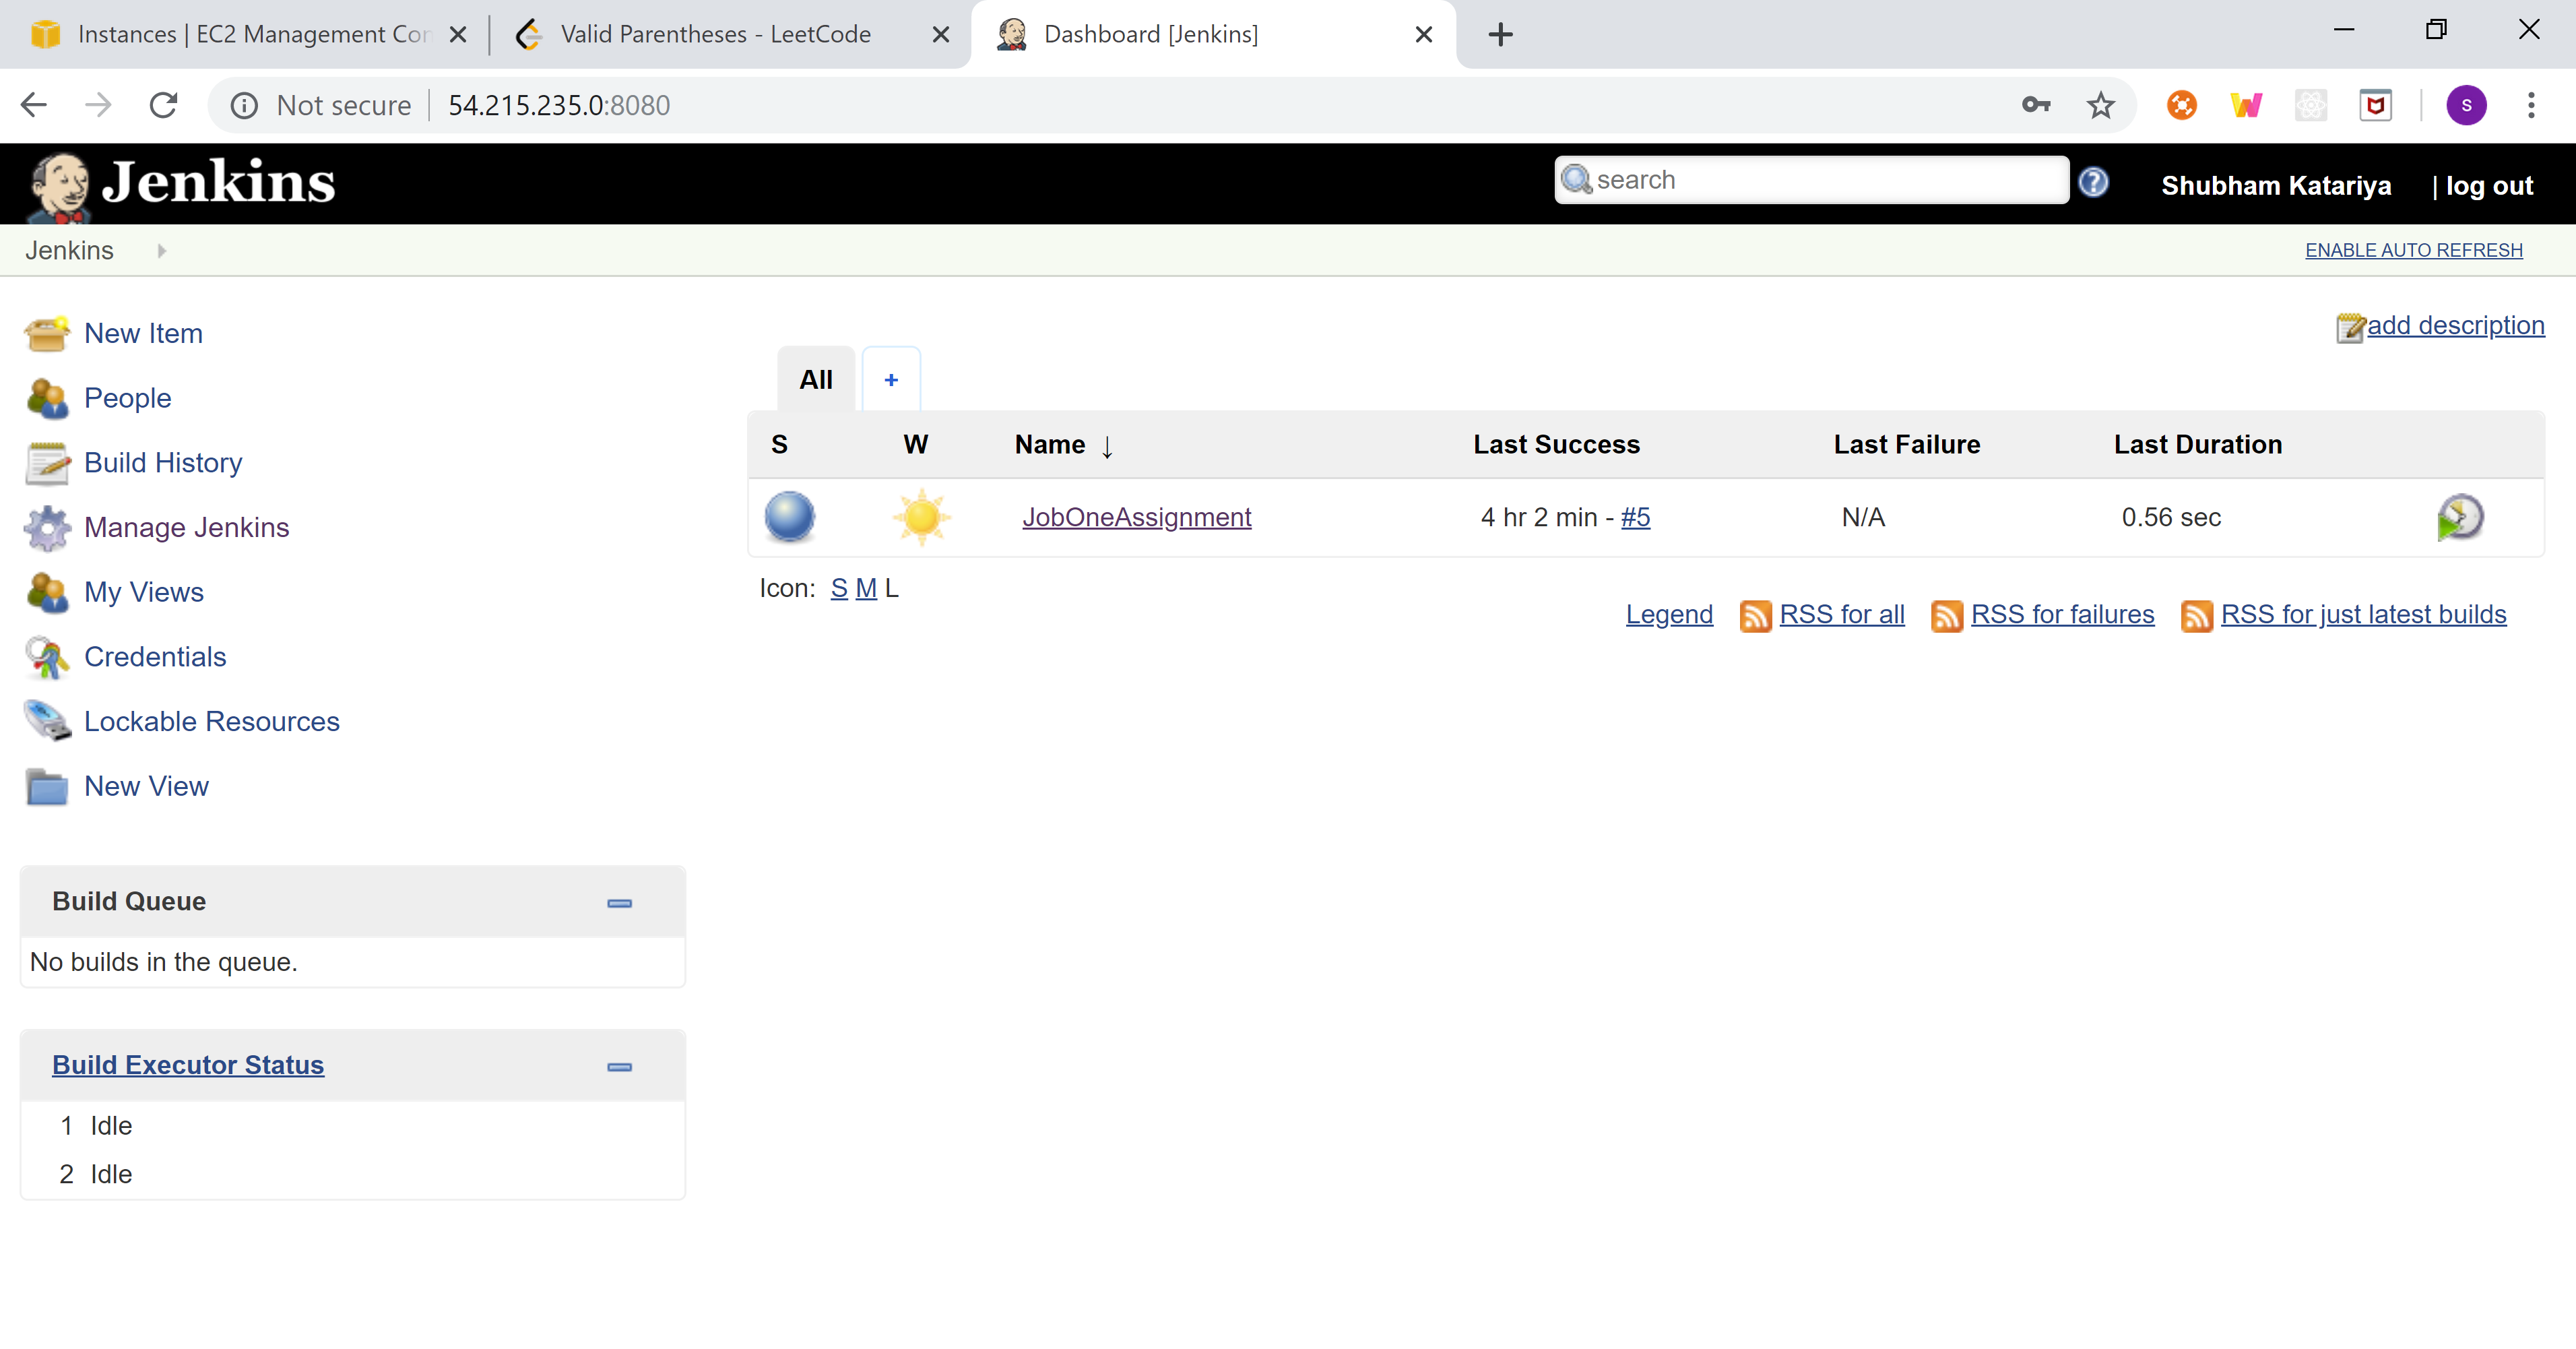 Instances | EC2 Management Con
Valid Parentheses - LeetCode
Dashboard [Jenkins]
Not secure
54.215.235.0:8080
S
Jenkins
search
?
Shubham Katariya
| log out
Jenkins
ENABLE AUTO REFRESH
New Item
People
Build History
Manage Jenkins
My Views
Credentials
Lockable Resources
New View
Build Queue
No builds in the queue.
Build Executor Status
1 Idle
2 Idle
add description
All
+
S W Name ↓ Last Success Last Failure Last Duration
JobOneAssignment 4 hr 2 min - #5 N/A 0.56 sec
Icon: S M L
Legend RSS for all RSS for failures RSS for just latest builds